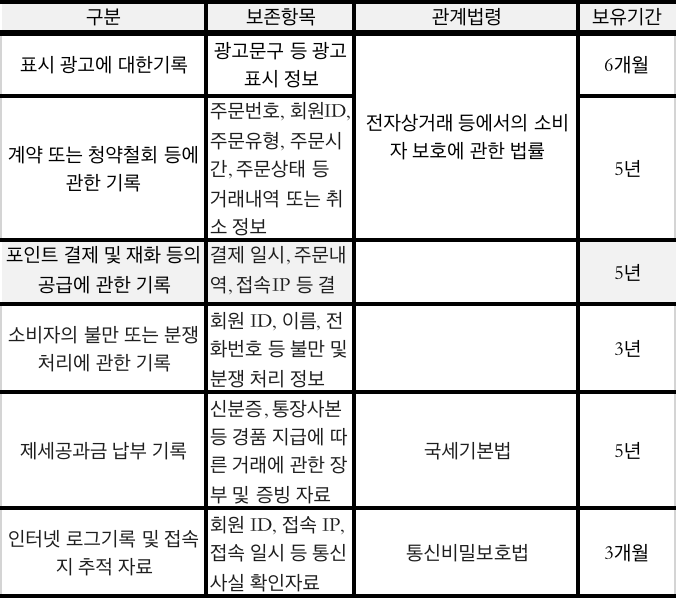 구분
보존항목
관계법령
보유기간
표시 광고에 대한기록
광고문구 등 광고
표시 정보
전자상거래 등에서의 소비
자 보호에 관한 법률
6개월
계약 또는 청약철회 등에
관한 기록
주문번호, 회원ID,
주문유형, 주문시
간, 주문상태 등
거래내역 또는 취
소 정보
5년
포인트 결제 및 재화 등의
공급에 관한 기록
결제 일시, 주문내
역, 접속IP 등 결
5년
소비자의 불만 또는 분쟁
처리에 관한 기록
회원 ID, 이름, 전
화번호 등 불만 및
분쟁 처리 정보
3년
제세공과금 납부 기록
신분증, 통장사본
등 경품 지급에 따
른 거래에 관한 장
부 및 증빙 자료
국세기본법
5년
인터넷 로그기록 및 접속
지 추적 자료
회원 ID, 접속 IP,
접속 일시 등 통신
사실 확인자료
통신비밀보호법
3개월